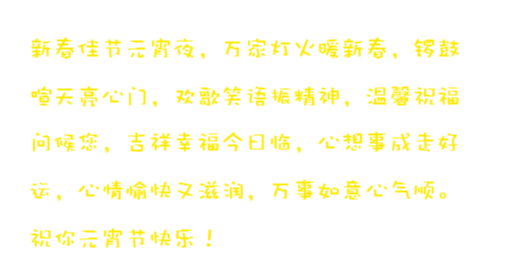 新春佳节元宵夜，万家灯火暖新春，锣鼓
喧天亮心门，欢歌笑语振精神，温馨祝福
问候您，吉祥幸福今日临，心想事成走好
运，心情愉快又滋润，万事如意心气顺。
祝你元宵节快乐！